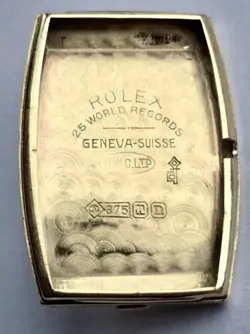 ROLEX
25 WORLD RECORDS
GENEVA-SUISSE
C.LTD
.375